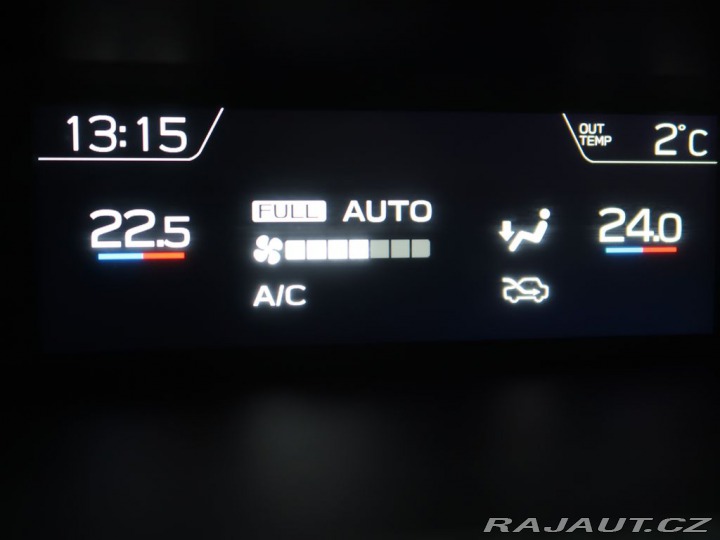 13:15
OUT TEMP 2°C
FULL AUTO
22.5
24.0
A/C
RAJAUT.CZ